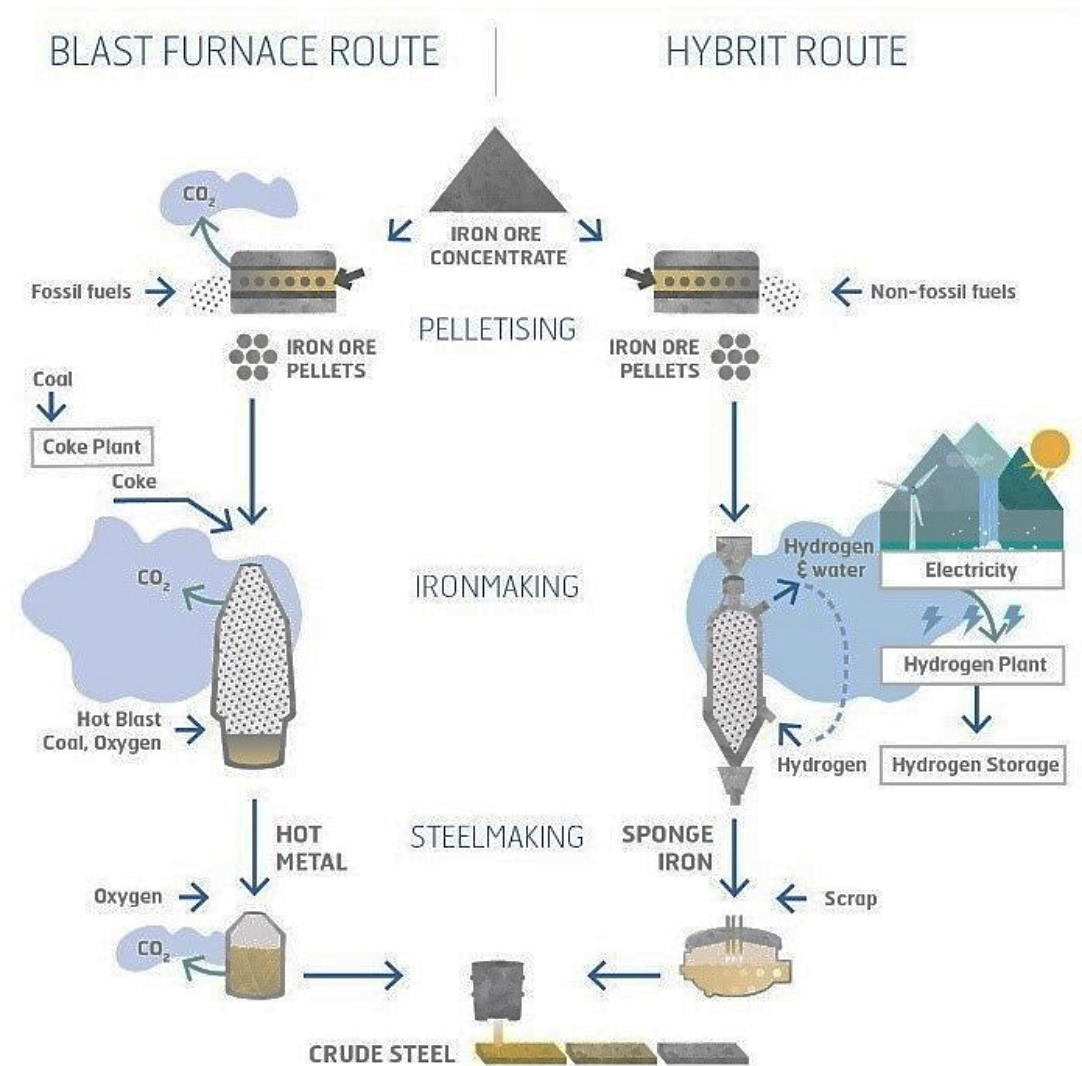 BLAST FURNACE ROUTE
HYBRIT ROUTE
CO₂
IRON ORE
CONCENTRATE
Fossil fuels
Non-fossil fuels
PELLETISING
IRON ORE
PELLETS
IRON ORE
PELLETS
Coal
Coke Plant
Coke
CO₂
IRONMAKING
Hydrogen
& water
Electricity
Hydrogen Plant
Hot Blast
Coal, Oxygen
Hydrogen
Hydrogen Storage
HOT
METAL
STEELMAKING
SPONGE
IRON
Oxygen
Scrap
CO₂
CRUDE STEEL